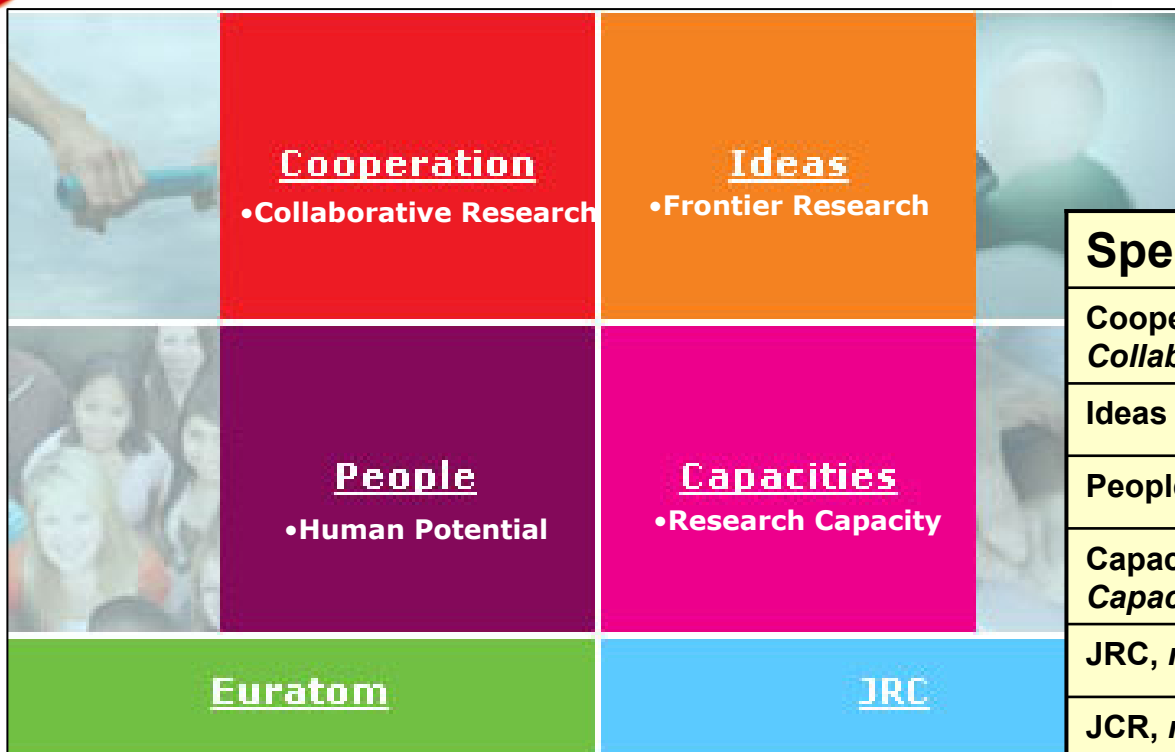 Cooperation
•Collaborative Research
Ideas
•Frontier Research
People
•Human Potential
Capacities
•Research Capacity
Euratom
JRC
Spe
Coope
Collab
Ideas
People
Capac
Capac
JRC,
JCR,